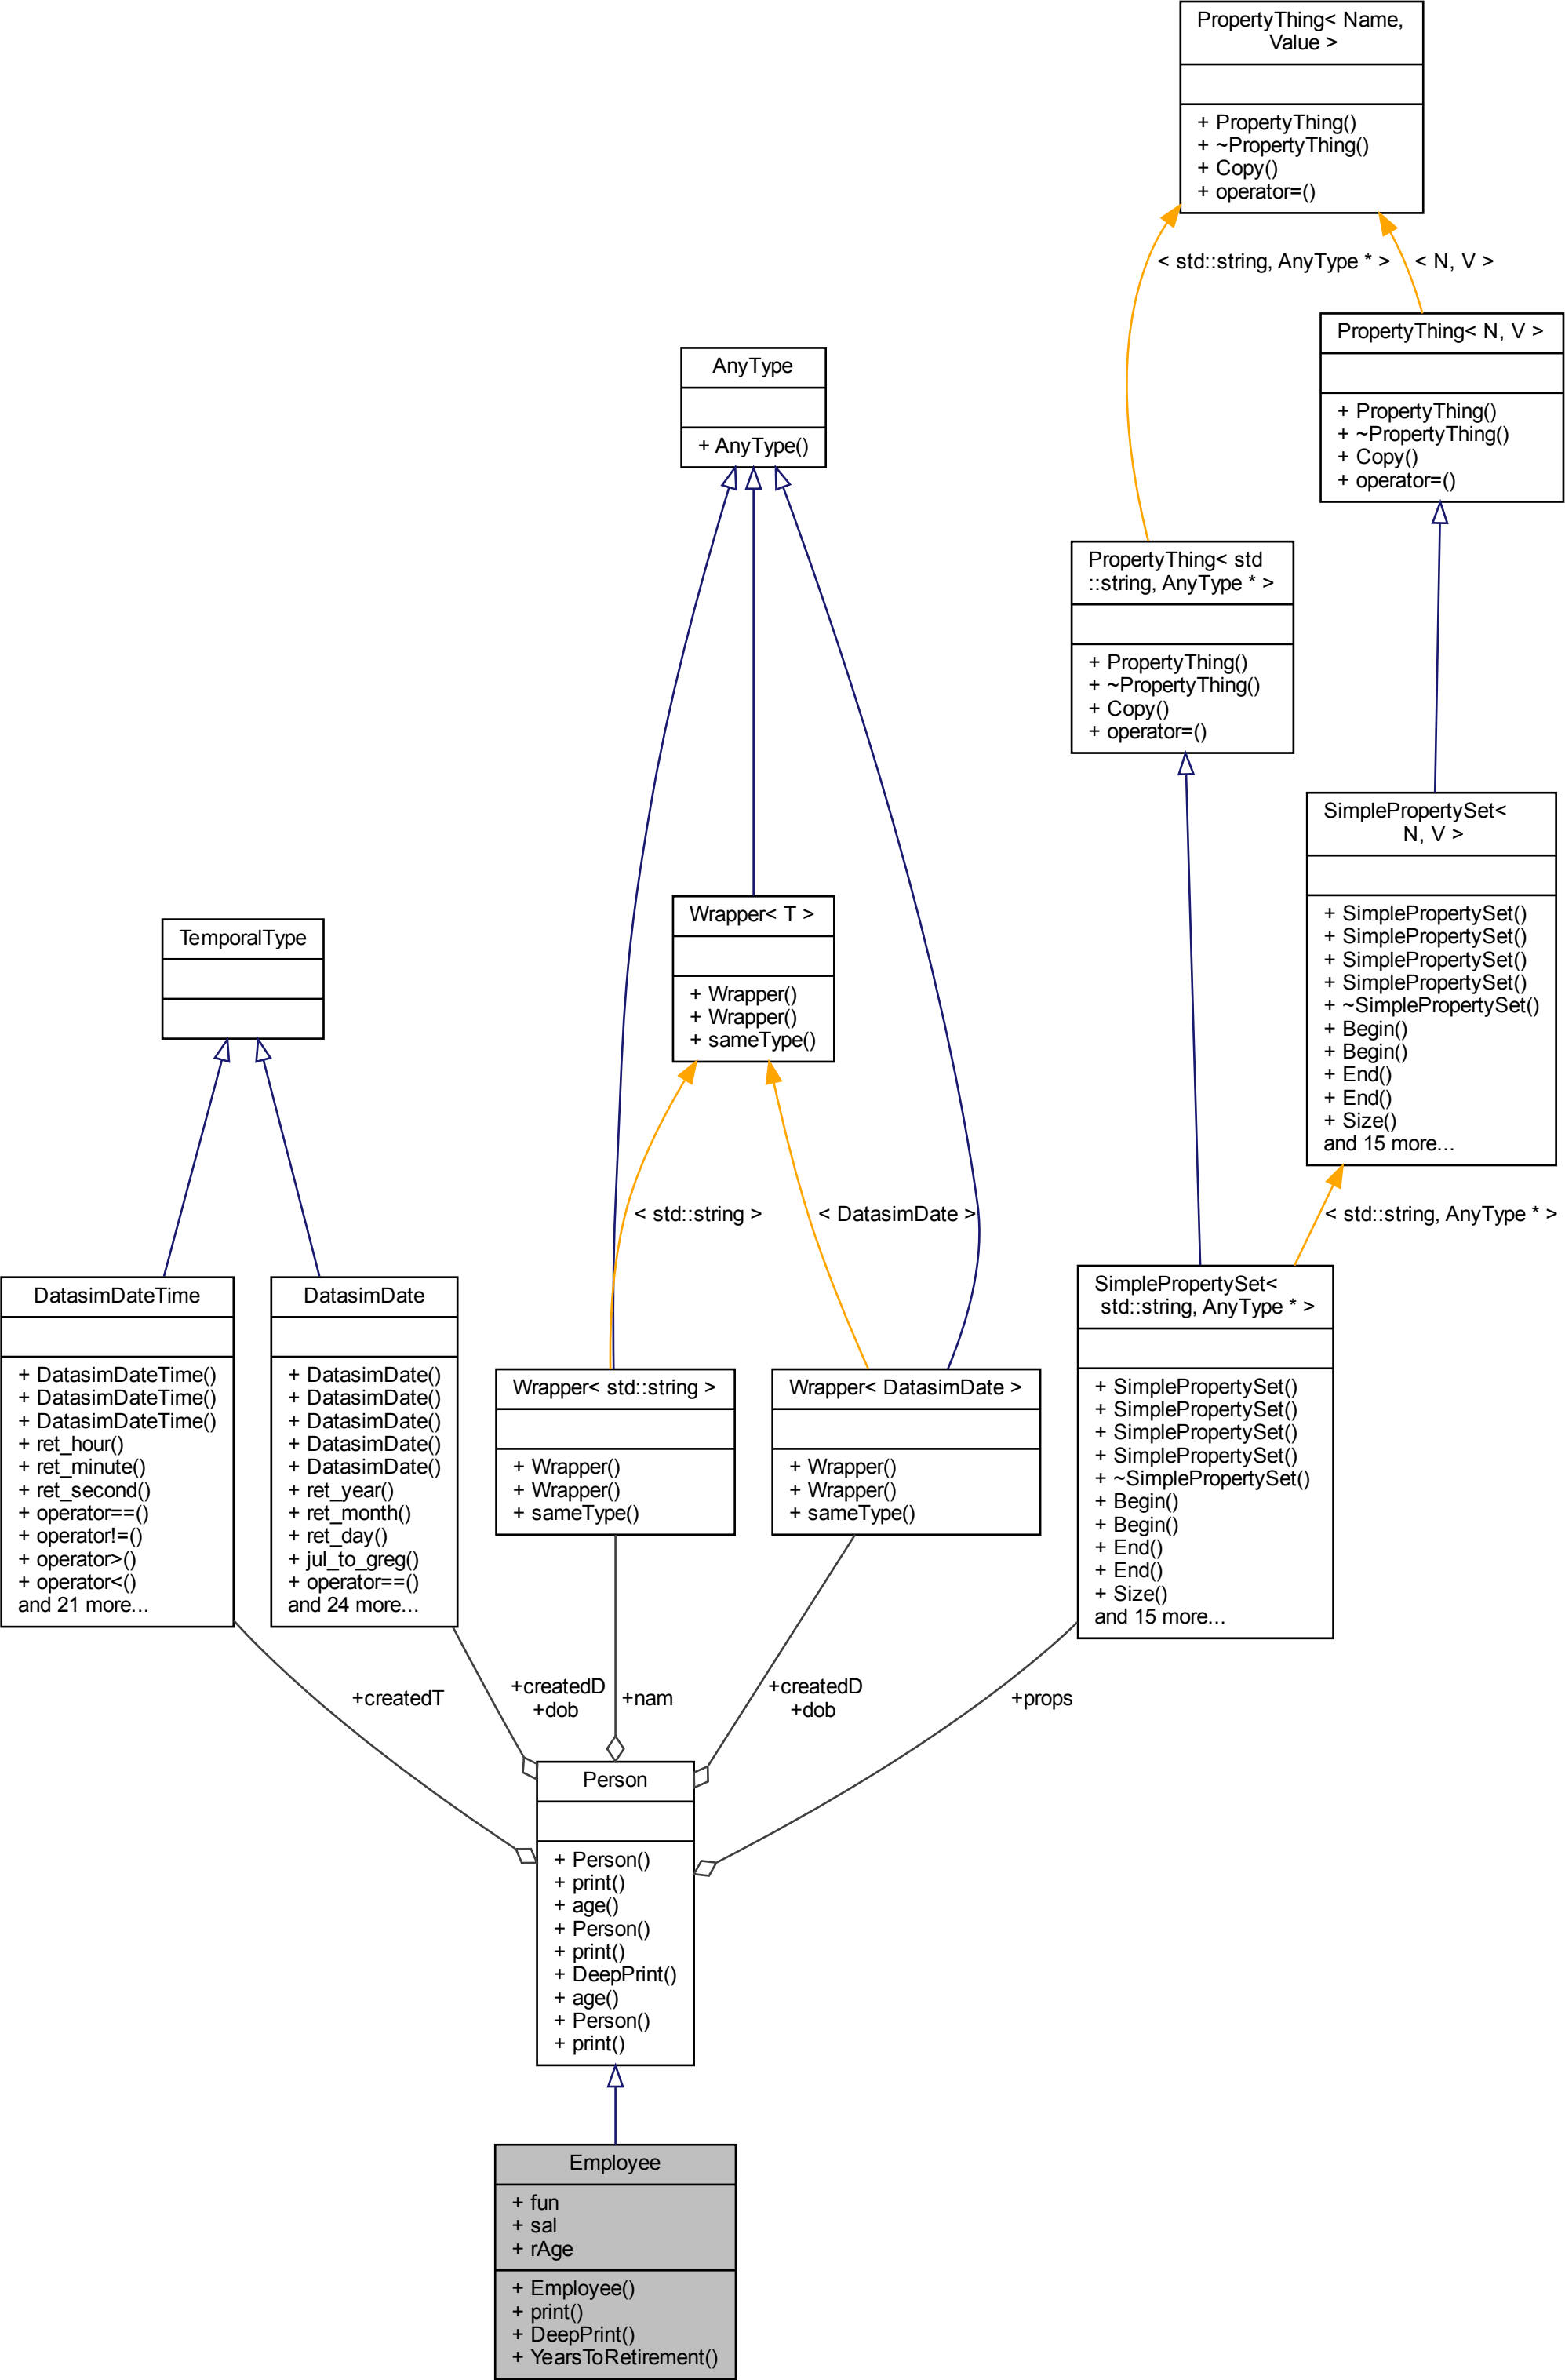 PropertyThing< Name,
Value >
+ PropertyThing()
+ ~PropertyThing()
+ Copy()
+ operator=()
< std::string, AnyType * >
< N, V >
PropertyThing< N, V >
+ PropertyThing()
+ ~PropertyThing()
+ Copy()
+ operator=()
AnyType
+ AnyType()
PropertyThing< std
::string, AnyType * >
+ PropertyThing()
+ ~PropertyThing()
+ Copy()
+ operator=()
SimplePropertySet<
N, V >
+ SimplePropertySet()
+ SimplePropertySet()
+ SimplePropertySet()
+ SimplePropertySet()
+ ~SimplePropertySet()
+ Begin()
+ Begin()
+ End()
+ End()
+ Size()
and 15 more...
Wrapper< T >
+ Wrapper()
+ Wrapper()
+ sameType()
TemporalType
< std::string >
< DatasimDate >
< std::string, AnyType * >
DatasimDateTime
+ DatasimDateTime()
+ DatasimDateTime()
+ DatasimDateTime()
+ ret_hour()
+ ret_minute()
+ ret_second()
+ operator==()
+ operator!=()
+ operator>()
+ operator<()
and 21 more...
DatasimDate
+ DatasimDate()
+ DatasimDate()
+ DatasimDate()
+ DatasimDate()
+ DatasimDate()
+ ret_year()
+ ret_month()
+ ret_day()
+ jul_to_greg()
+ operator==()
and 24 more...
Wrapper< std::string >
+ Wrapper()
+ Wrapper()
+ sameType()
Wrapper< DatasimDate >
+ Wrapper()
+ Wrapper()
+ sameType()
SimplePropertySet<
std::string, AnyType * >
+ SimplePropertySet()
+ SimplePropertySet()
+ SimplePropertySet()
+ SimplePropertySet()
+ ~SimplePropertySet()
+ Begin()
+ Begin()
+ End()
+ End()
+ Size()
and 15 more...
+createdT
+createdD
+dob
+nam
+createdD
+dob
+props
Person
+ Person()
+ print()
+ age()
+ Person()
+ print()
+ DeepPrint()
+ age()
+ Person()
+ print()
Employee
+ fun
+ sal
+ rAge
+ Employee()
+ print()
+ DeepPrint()
+ YearsToRetirement()